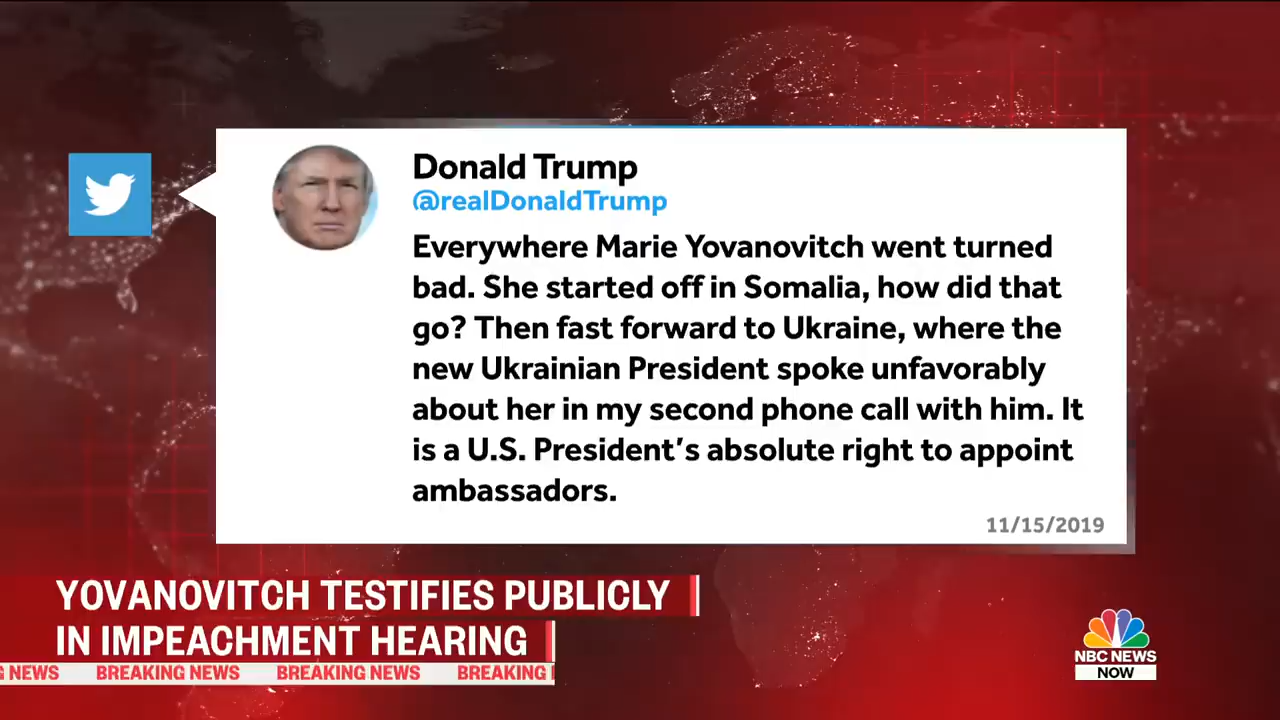 Donald Trump
@realDonaldTrump
Everywhere Marie Yovanovitch went turned
bad. She started off in Somalia, how did that
go? Then fast forward to Ukraine, where the
new Ukrainian President spoke unfavorably
about her in my second phone call with him. It
is a U.S. President's absolute right to appoint
ambassadors.
11/15/2019
YOVANOVITCH TESTIFIES PUBLICLY
IN IMPEACHMENT HEARING
G NEWS BREAKING NEWS BREAKING NEWS BREAKING
NBC NEWS
NOW